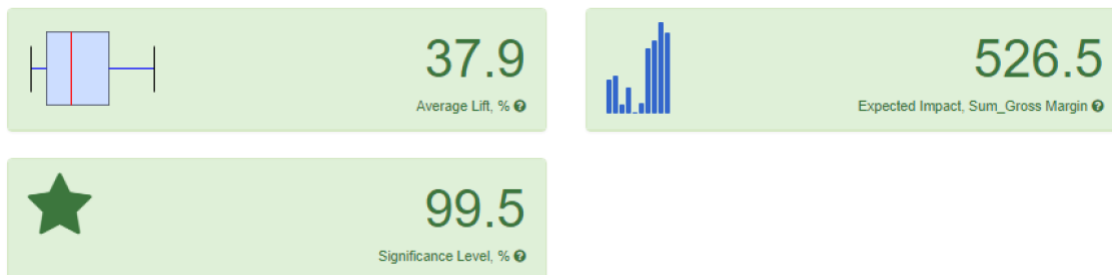 37.9
Average Lift, %
526.5
Expected Impact, Sum_Gross Margin
99.5
Significance Level, %